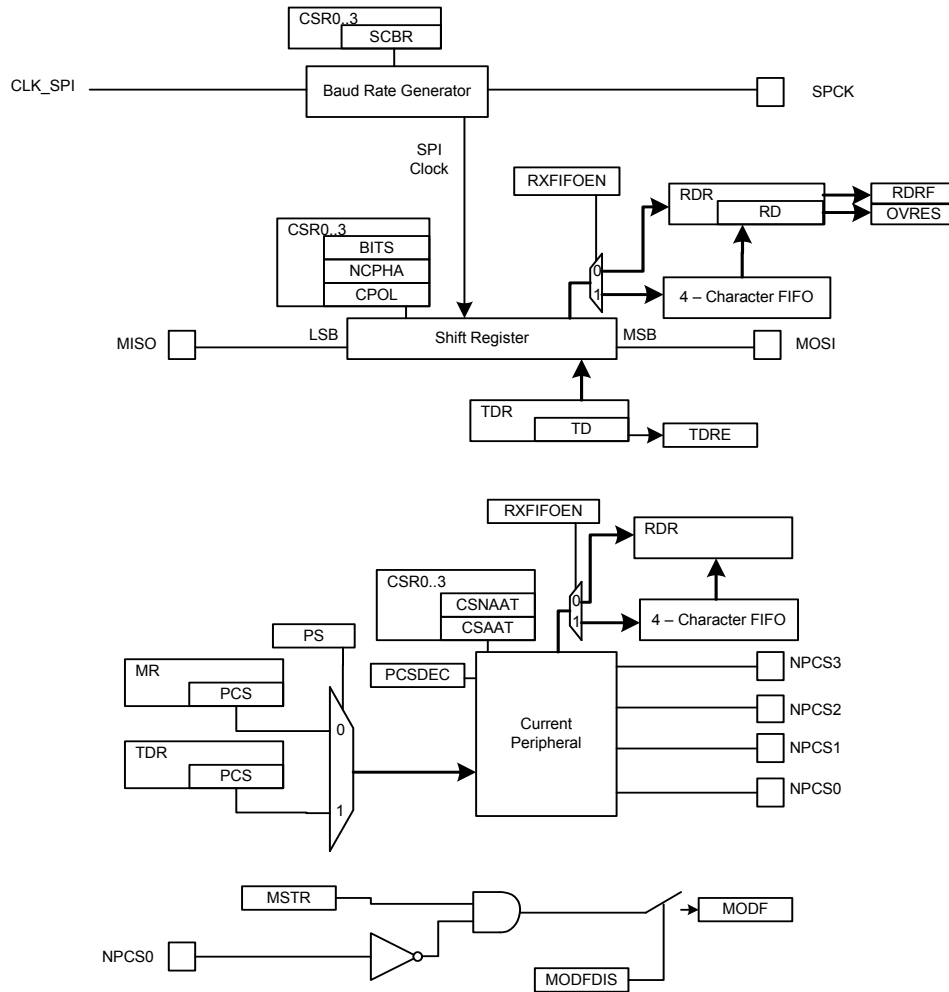 CSR0..3
SCBR
CLK_SPI
Baud Rate Generator
SPCK
SPI
Clock
RXFIFOEN
RDR
RD
RDRF
OVRES
CSR0..3
BITS
NCPHA
CPOL
0
1
4 – Character FIFO
MISO
LSB
Shift Register
MSB
MOSI
TDR
TD
TDRE
RXFIFOEN
RDR
CSR0..3
CSNAAT
CSAAT
0
1
4 – Character FIFO
PS
MR
PCS
PCSDEC
NPCS3
0
Current
Peripheral
NPCS2
TDR
PCS
NPCS1
1
NPCS0
MSTR
MODF
NPCS0
MODFDIS